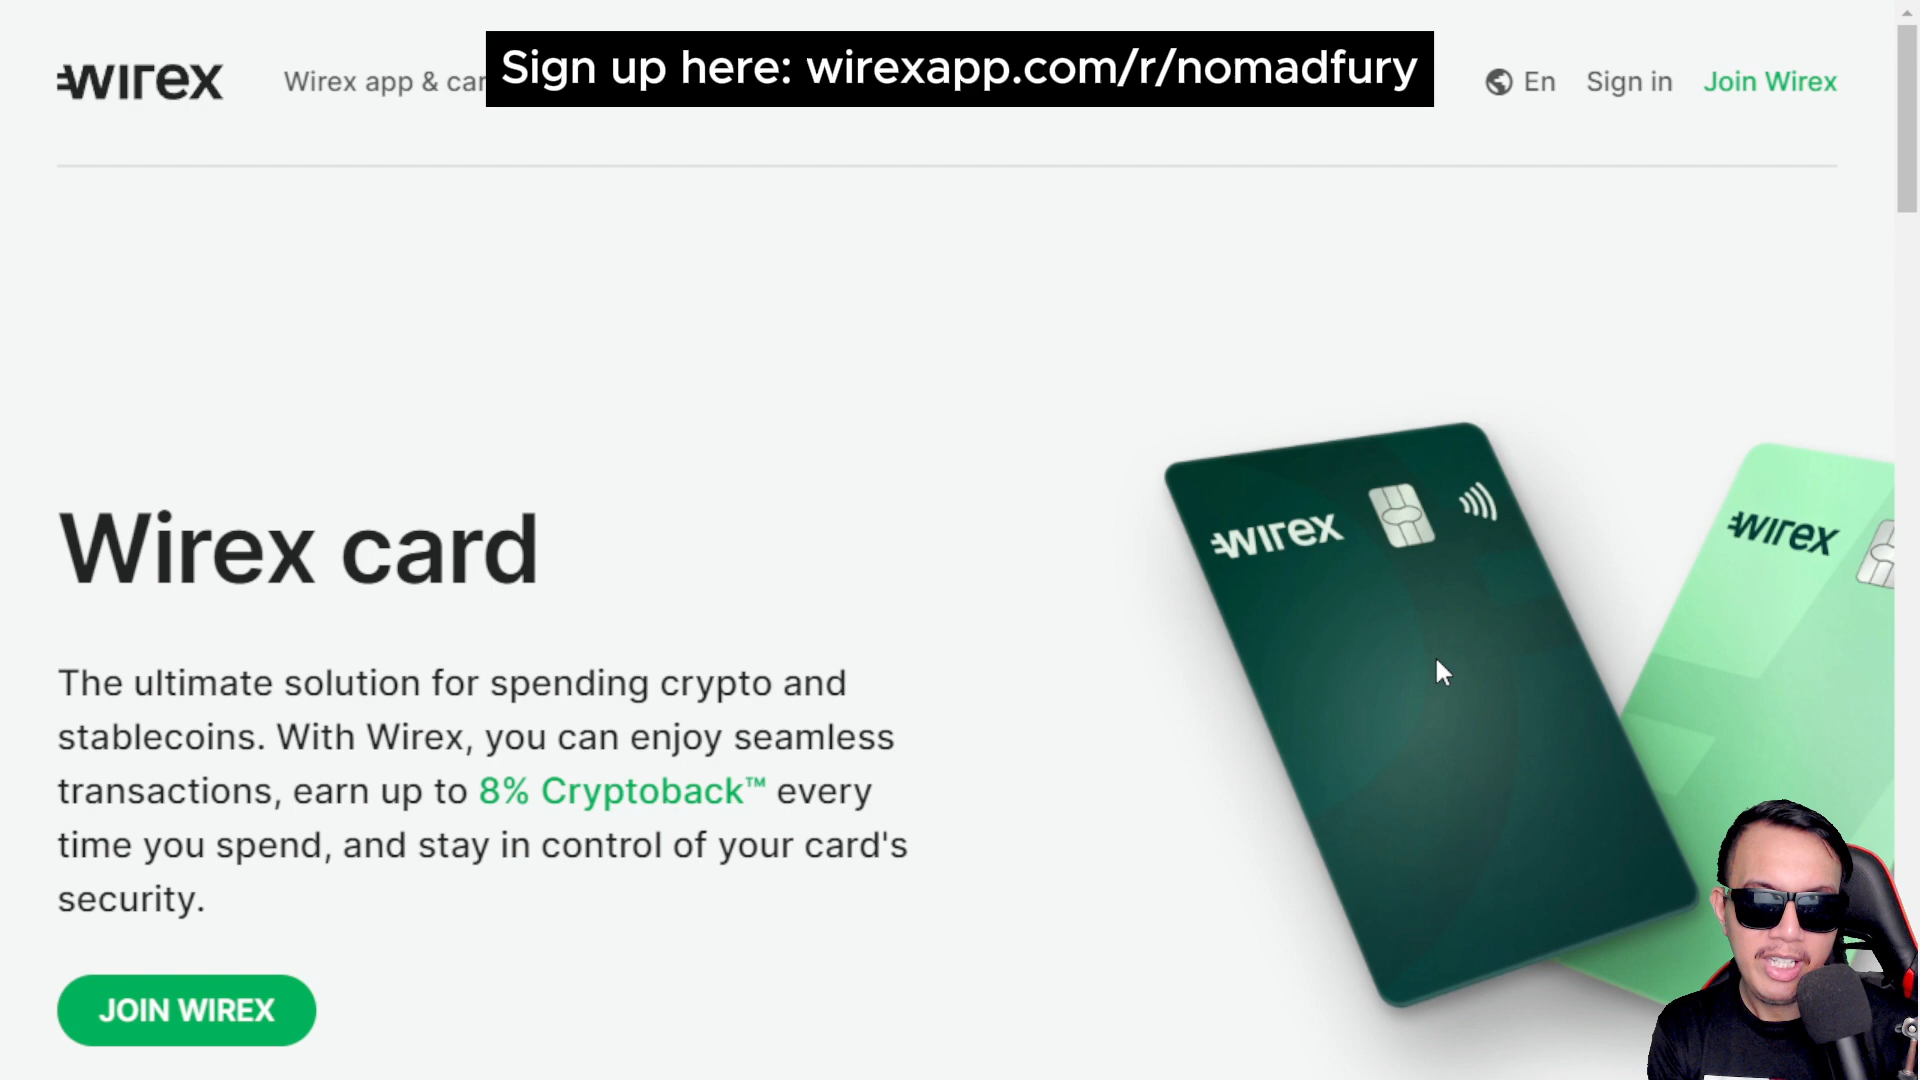 wirex
Wirex app & car
Sign up here: wirexapp.com/r/nomadfury
En
Sign in
Join Wirex
wirex
wirex
Wirex card
The ultimate solution for spending crypto and
stablecoins. With Wirex, you can enjoy seamless
transactions, earn up to 8% Cryptoback™ every
time you spend, and stay in control of your card's
security.
JOIN WIREX